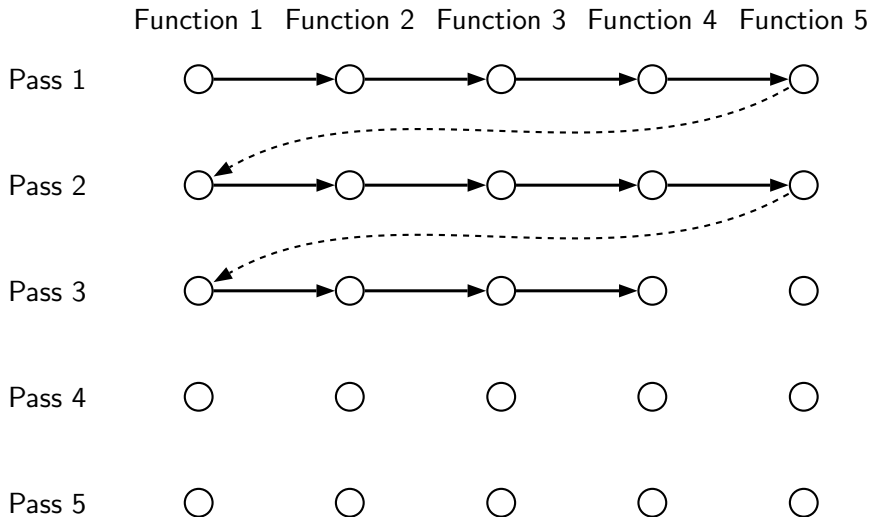 Function 1 Function 2 Function 3 Function 4 Function 5
Pass 1
Pass 2
Pass 3
Pass 4
Pass 5